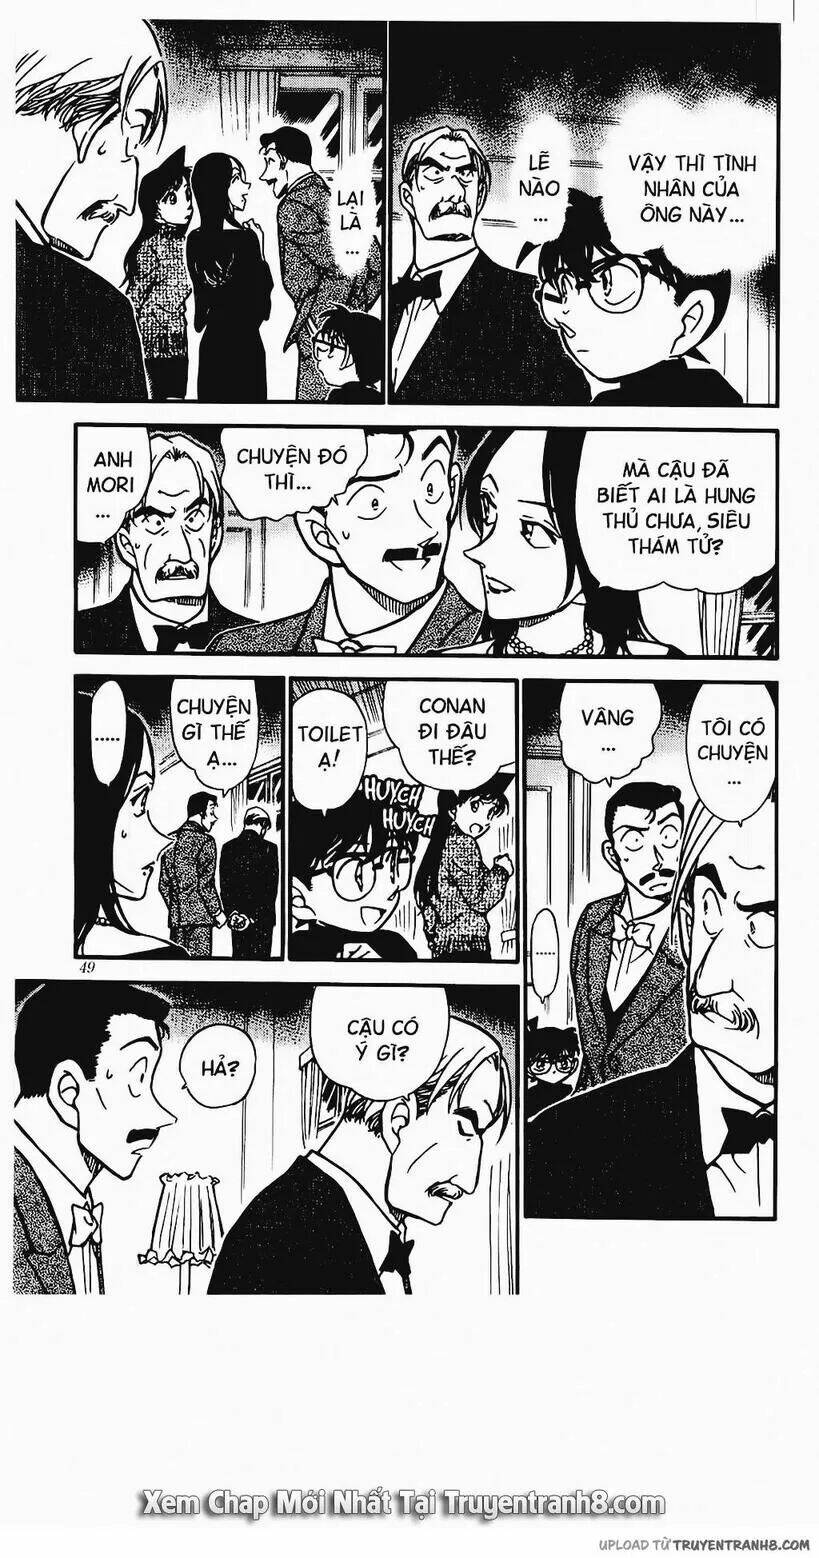 VẬY THÌ TÌNH
NHÂN CỦA
ÔNG NÀY...
LẼ
NÀO
...
LẠI
LÀ
...
MÀ CẬU ĐÃ
BIẾT AI LÀ HUNG
THỦ CHƯA, SIÊU
THÁM TỬ?
CHUYỆN ĐÓ
THÌ...
ANH
MORI
...
TÔI CÓ
CHUYỆN
...
VÂNG
...
......
CONAN
ĐI ĐÂU
THẾ?
TOILET
Ạ!
HUỴCH
HUỴCH
CHUYỆN
GÌ THẾ
Ạ...
.....
49
CẬU CÓ
Ý GÌ?
HẢ?
Xem Chap Mới Nhất Tại Truyentranh8.com
UPLOAD TỪ TRUYENTRANH8.COM